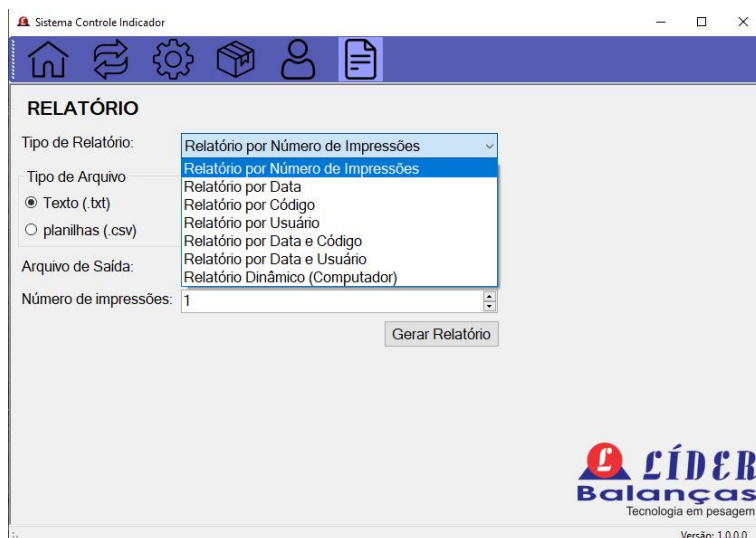 Sistema Controle Indicador
RELATÓRIO
Tipo de Relatório:
Relatório por Número de Impressões
Relatório por Número de Impressões
Relatório por Data
Relatório por Código
Relatório por Usuário
Relatório por Data e Código
Relatório por Data e Usuário
Relatório Dinâmico (Computador)
Tipo de Arquivo
Texto (.txt)
planilhas (.csv)
Arquivo de Saída:
Número de impressões: 1
Gerar Relatório
L LÍDER
Balanças
Tecnologia em pesagem
Versão: 1.0.0.0